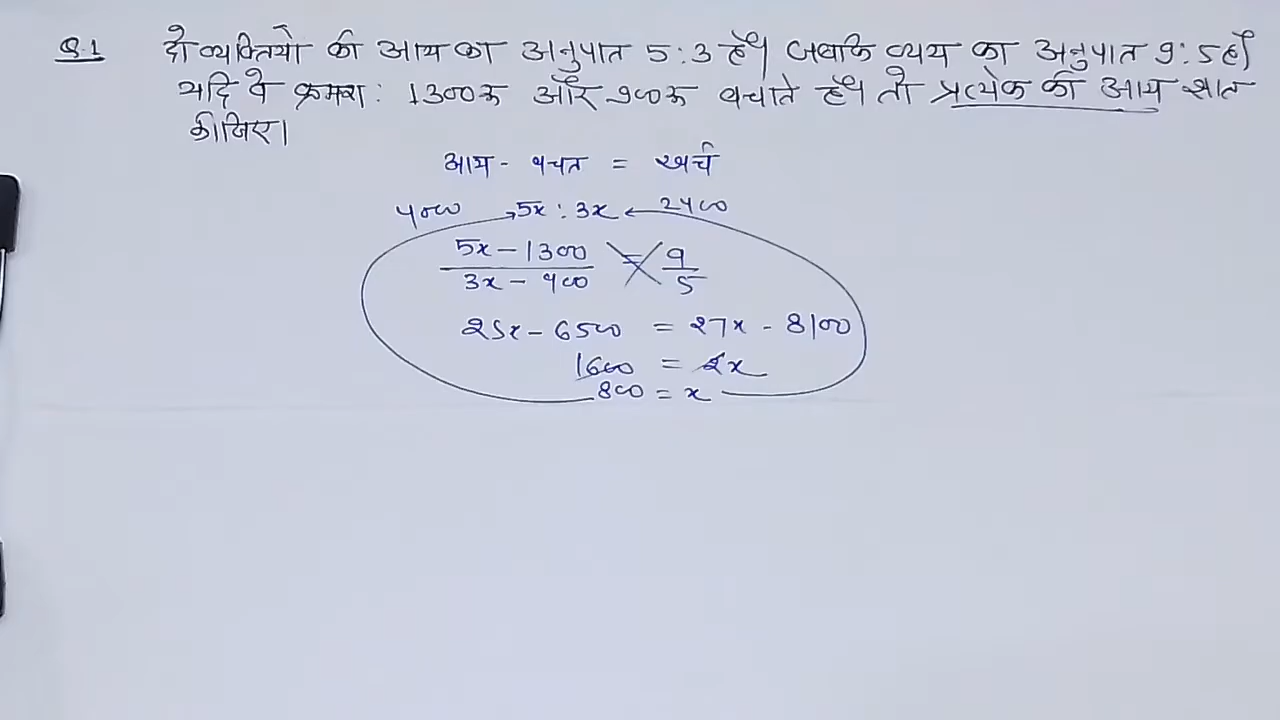 Q.1 दो व्यक्तियो की आय का अनुपात 5:3 है। जबकि व्यय का अनुपात 9:5 है।
यदि वे क्रमश: 1300रू और 900रू बचाते है। तो प्रत्येक की आय ज्ञात
कीजिए।
आय - बचत = खर्च
4000 → 5x : 3x ← 2400
5x - 1300 / 3x - 900 = 9/5
25x - 6500 = 27x - 8100
1600 = 2x
800 = x